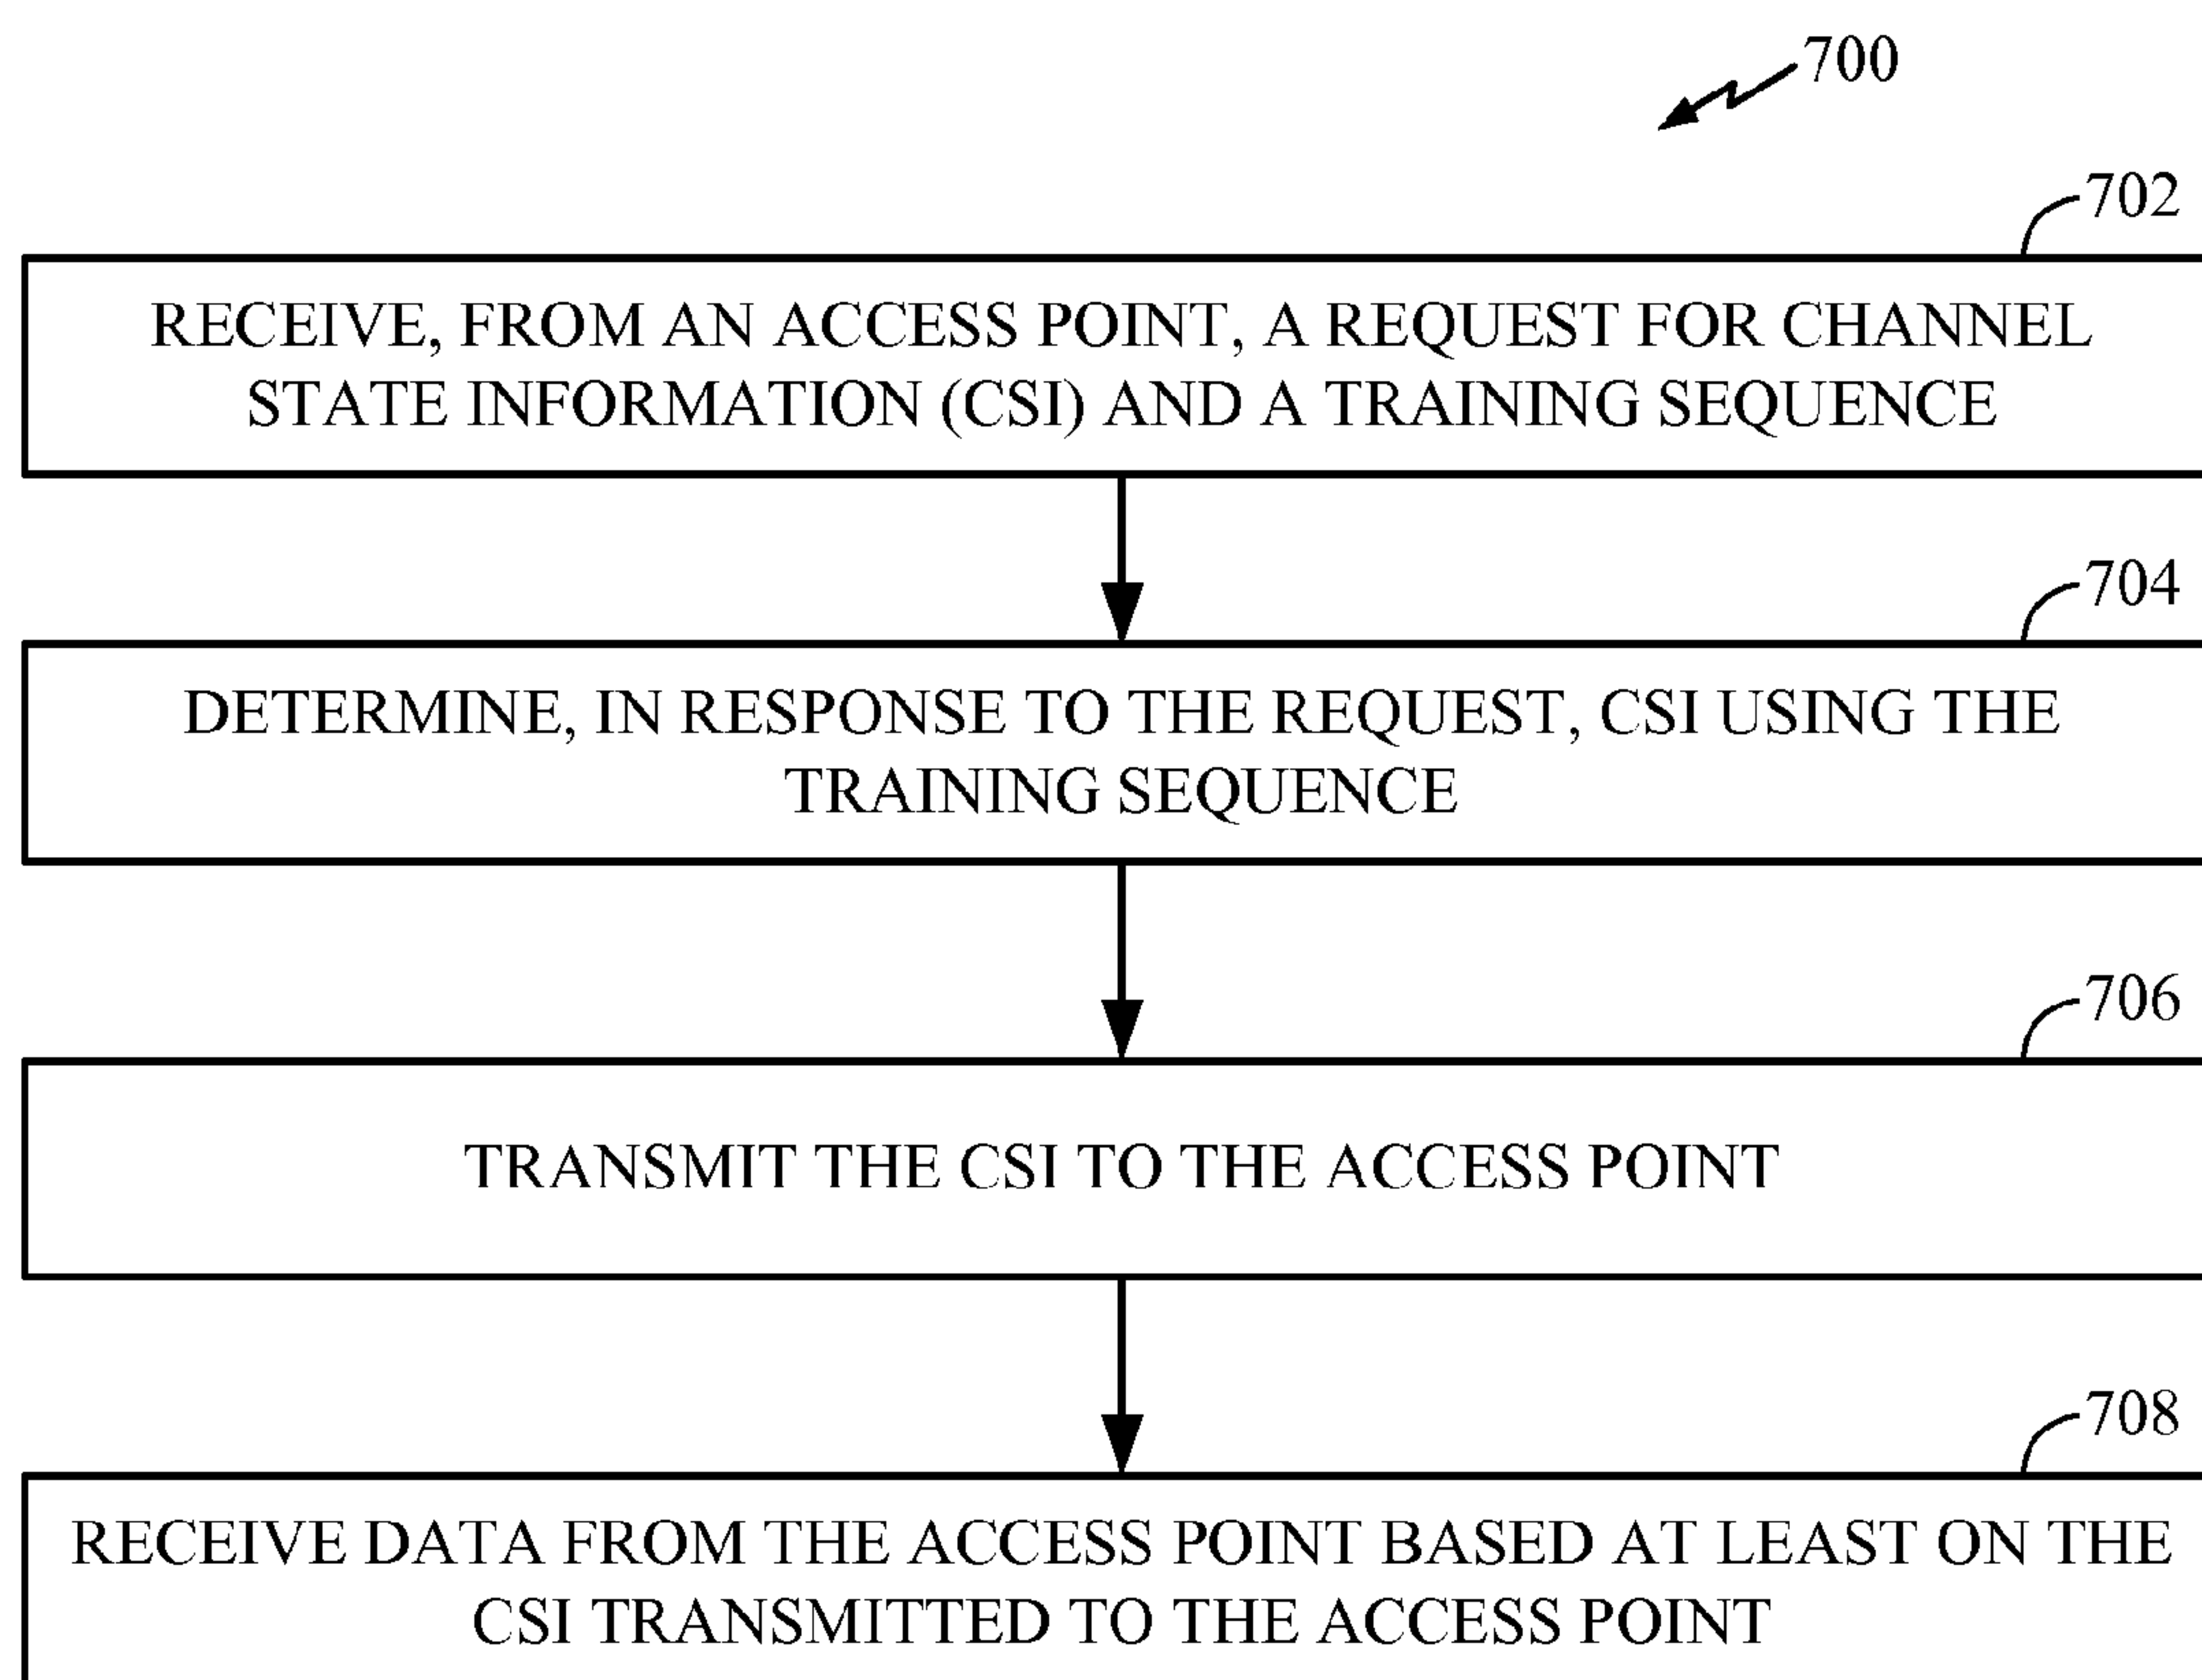 700
702
RECEIVE, FROM AN ACCESS POINT, A REQUEST FOR CHANNEL
STATE INFORMATION (CSI) AND A TRAINING SEQUENCE
704
DETERMINE, IN RESPONSE TO THE REQUEST, CSI USING THE
TRAINING SEQUENCE
706
TRANSMIT THE CSI TO THE ACCESS POINT
708
RECEIVE DATA FROM THE ACCESS POINT BASED AT LEAST ON THE
CSI TRANSMITTED TO THE ACCESS POINT